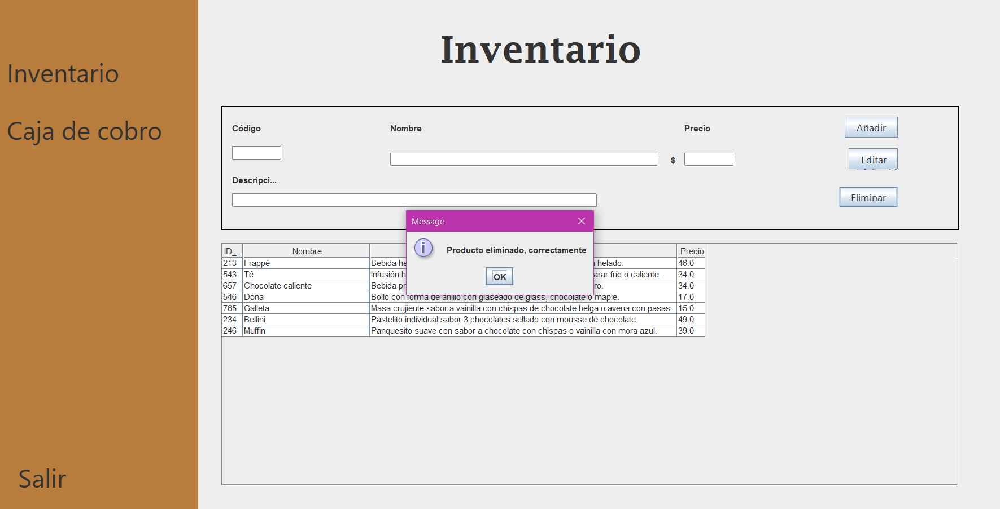 Inventario
Caja de cobro
Salir
Inventario
Código Nombre Precio Añadir
$ Editar
Descripci...
Eliminar
Message
Producto eliminado, correctamente
OK
ID_... Nombre Precio
213 Frappé Bebida he helado. 46.0
543 Té Infusión h arar frío o caliente. 34.0
657 Chocolate caliente Bebida pr ro. 34.0
546 Dona Bollo con forma de anillo con glaseado de glass, chocolate o maple. 17.0
765 Galleta Masa crujiente sabor a vainilla con chispas de chocolate belga o avena con pasas. 15.0
234 Bellini Pastelito individual sabor 3 chocolates sellado con mousse de chocolate. 49.0
246 Muffin Panquesito suave con sabor a chocolate con chispas o vainilla con mora azul. 39.0